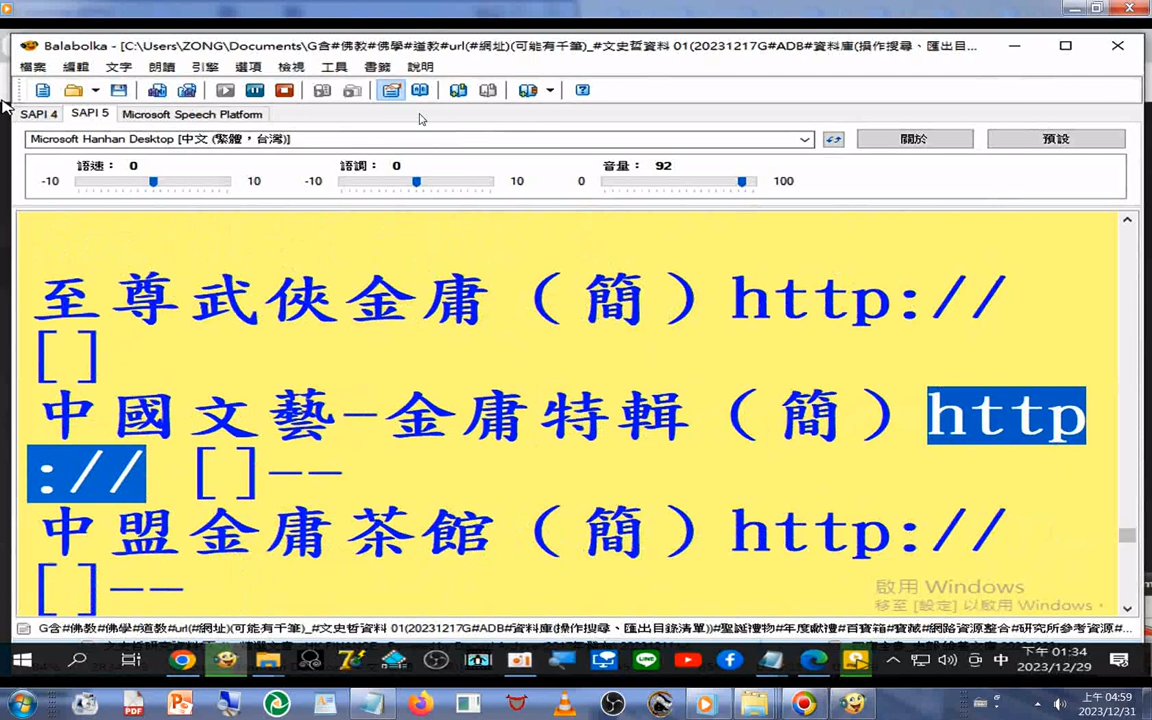 Balabolka - [C:\Users\ZONG\Documents\G含#佛教#佛學#道教#url(#網址)(可能有千筆)_#文史哲資料 01(20231217G#ADB#資料庫(操作搜尋、匯出目...
檔案 編輯 文字 朗讀 引擎 選項 檢視 工具 書籤 說明
SAPI 4 SAPI 5 Microsoft Speech Platform
Microsoft Hanhan Desktop [中文 (繁體，台灣)] 關於 預設
語速： 0 語調： 0 音量： 92
-10 10 -10 10 0 100
至尊武俠金庸（簡）http://
[]
中國文藝-金庸特輯（簡）http
:// []--
中盟金庸茶館（簡）http://
[]--
啟用 Windows
移至 [設定] 以啟用 Windows。
G含#佛教#佛學#道教#url(#網址)(可能有千筆)_#文史哲資料 01(20231217G#ADB#資料庫(操作搜尋、匯出目錄清單))#聖誕禮物#年度獻禮#百寶箱#寶藏#網路資源整合#研究所參考資源#...
中 下午 01:34
2023/12/29
上午 04:59
2023/12/31